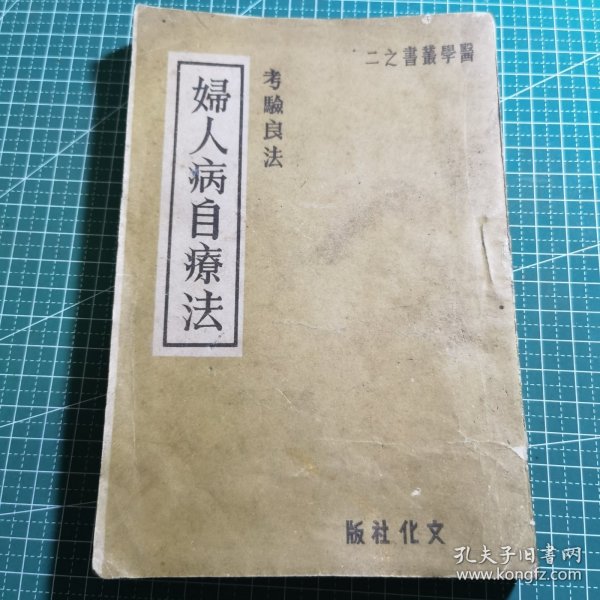 醫學叢書之二
考驗良法
婦人病自療法
文化社版
孔夫子旧书网
www.kongfz.com